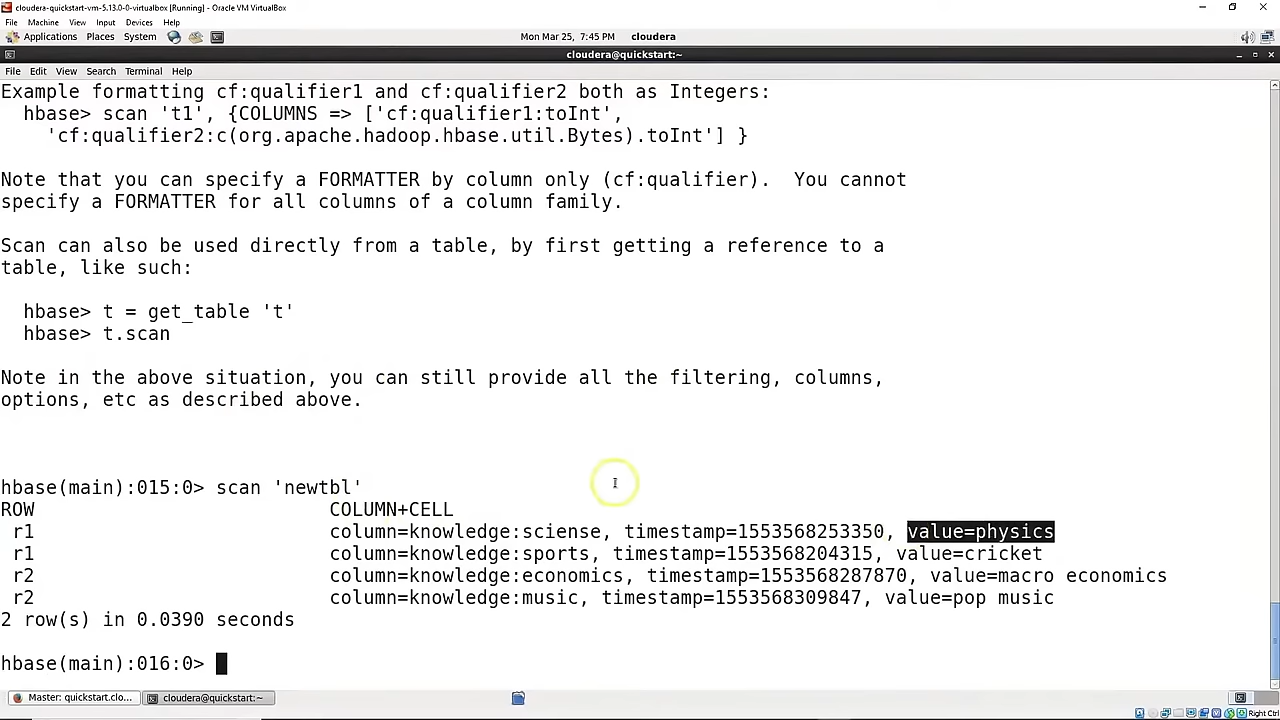 cloudera-quickstart-vm-5.13.0-0-virtualbox [Running] - Oracle VM VirtualBox
File Machine View Input Devices Help
Applications Places System Mon Mar 25, 7:45 PM cloudera
cloudera@quickstart:~
File Edit View Search Terminal Help
Example formatting cf:qualifier1 and cf:qualifier2 both as Integers:
hbase> scan 't1', {COLUMNS => ['cf:qualifier1:toInt',
'cf:qualifier2:c(org.apache.hadoop.hbase.util.Bytes).toInt'] }
Note that you can specify a FORMATTER by column only (cf:qualifier). You cannot
specify a FORMATTER for all columns of a column family.
Scan can also be used directly from a table, by first getting a reference to a
table, like such:
hbase> t = get_table 't'
hbase> t.scan
Note in the above situation, you can still provide all the filtering, columns,
options, etc as described above.
hbase(main):015:0> scan 'newtbl'
ROW COLUMN+CELL
r1 column=knowledge:sciense, timestamp=1553568253350, value=physics
r1 column=knowledge:sports, timestamp=1553568204315, value=cricket
r2 column=knowledge:economics, timestamp=1553568287870, value=macro economics
r2 column=knowledge:music, timestamp=1553568309847, value=pop music
2 row(s) in 0.0390 seconds
hbase(main):016:0>
Master: quickstart.clo... cloudera@quickstart:~
Right Ctrl